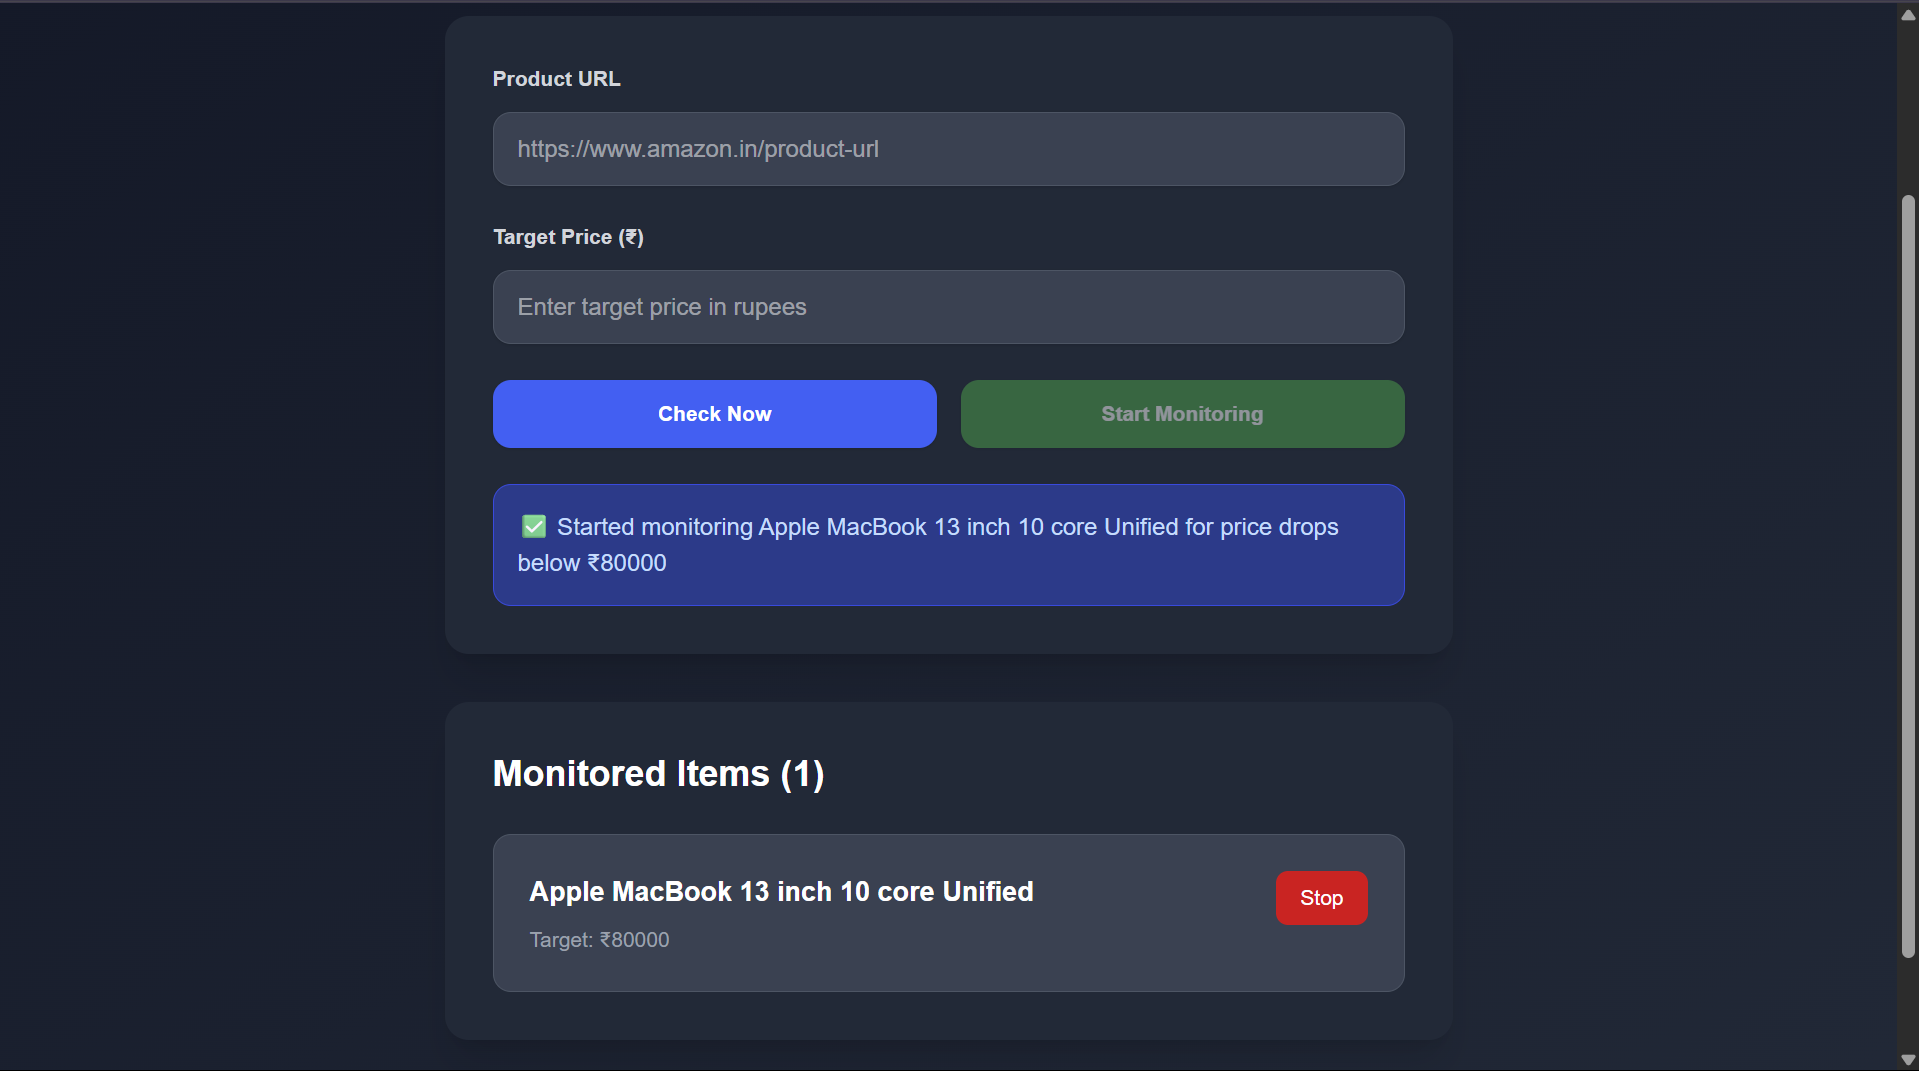 Product URL
https://www.amazon.in/product-url
Target Price (₹)
Enter target price in rupees
Check Now
Start Monitoring
✅ Started monitoring Apple MacBook 13 inch 10 core Unified for price drops
below ₹80000
Monitored Items (1)
Apple MacBook 13 inch 10 core Unified
Stop
Target: ₹80000